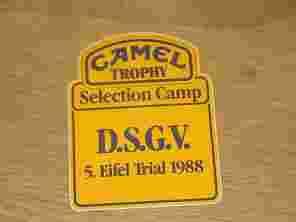 CAMEL
TROPHY
Selection Camp
D.S.G.V.
5. Eifel Trial 1988